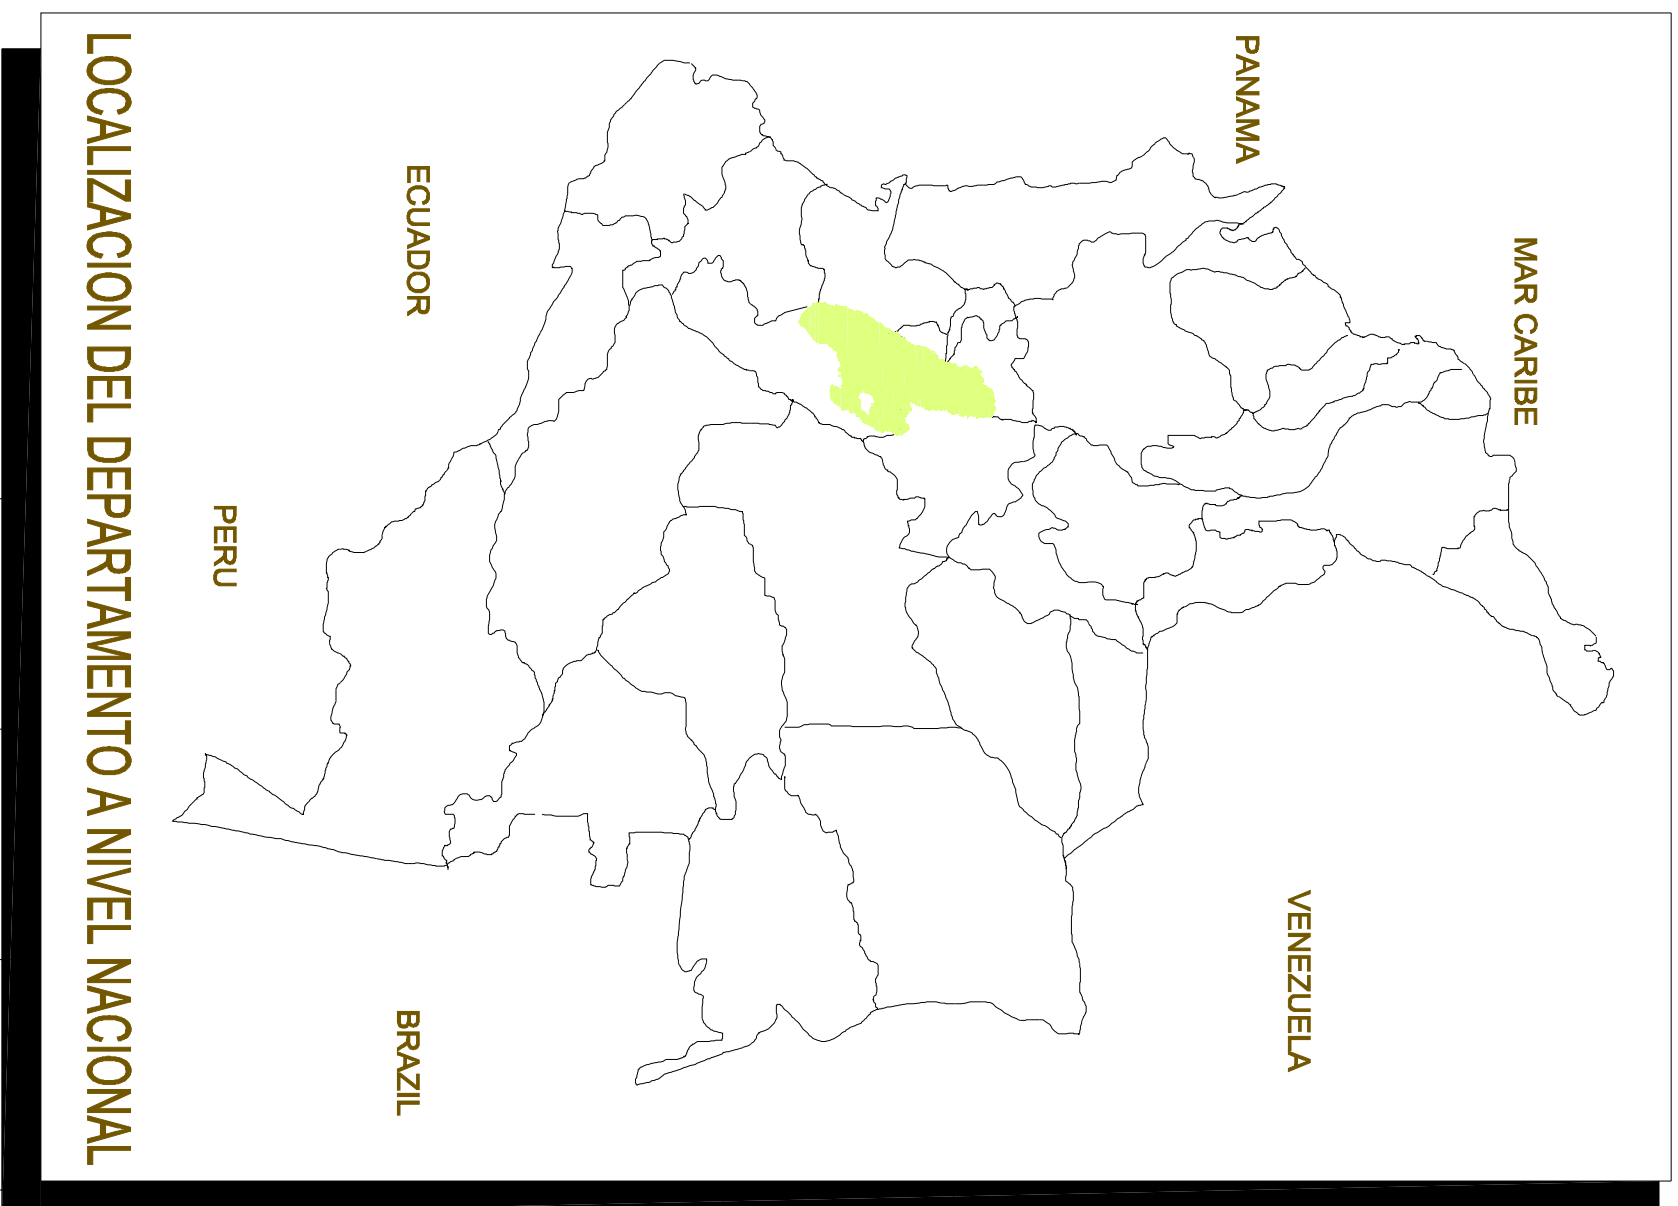 MAR CARIBE
PANAMA
VENEZUELA
ECUADOR
BRAZIL
PERU
LOCALIZACION DEL DEPARTAMENTO A NIVEL NACIONAL